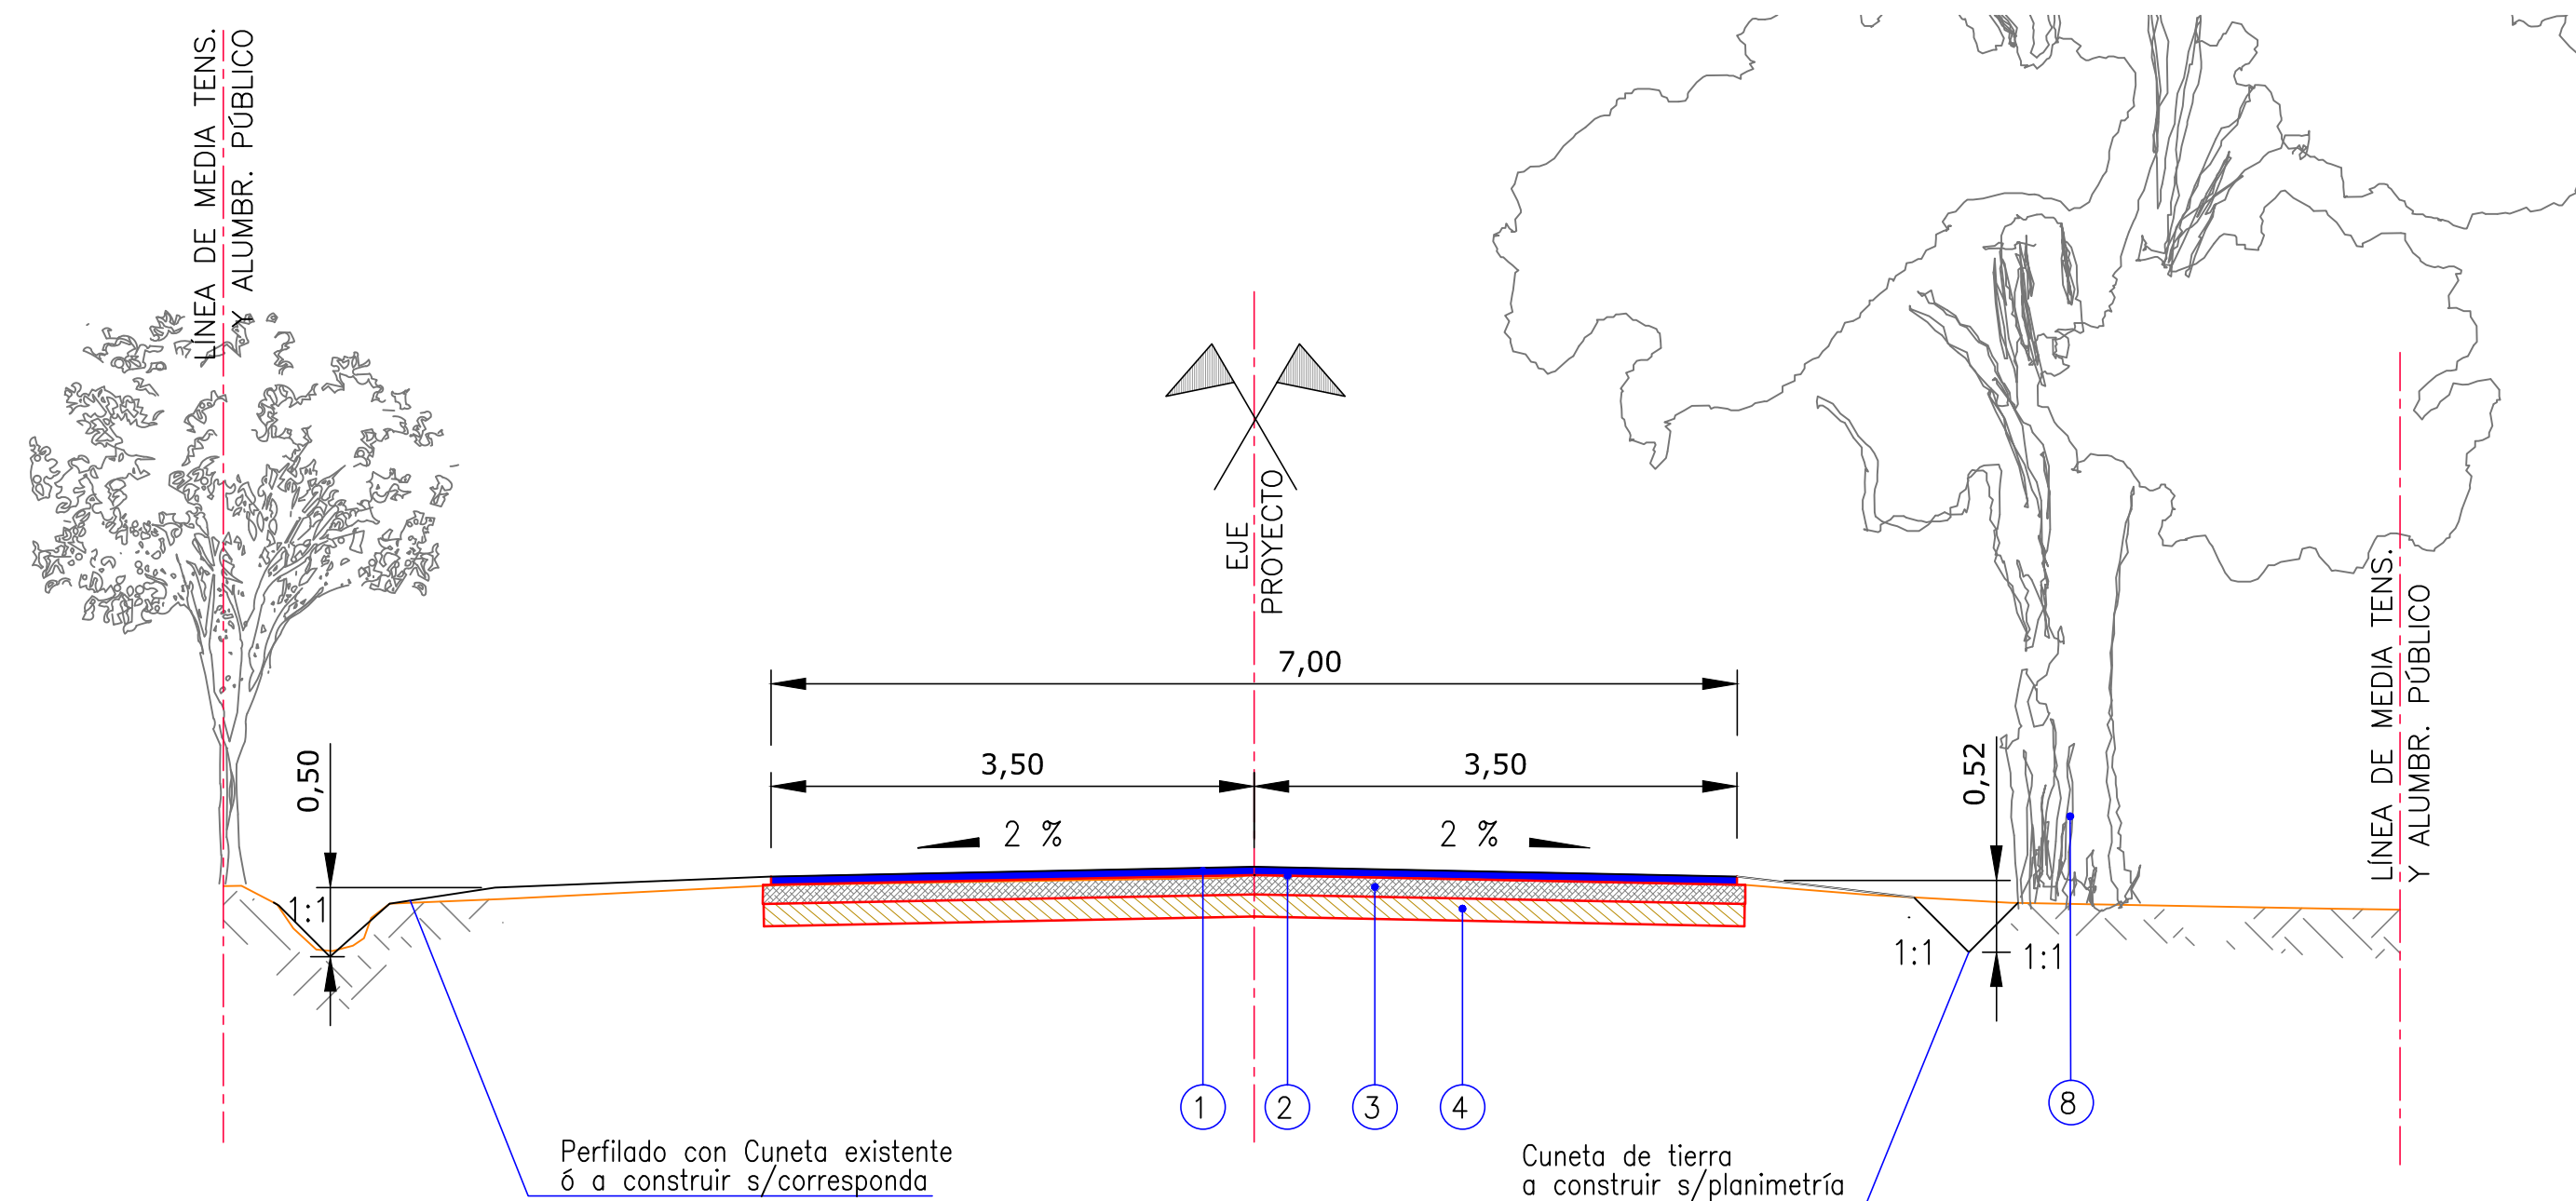 LÍNEA DE MEDIA TENS.
Y ALUMBR. PÚBLICO
EJE
PROYECTO
LÍNEA DE MEDIA TENS.
Y ALUMBR. PÚBLICO
7,00
3,50
3,50
0,50
0,52
2 %
2 %
1:1
1:1
1:1
1
2
3
4
8
Perfilado con Cuneta existente
ó a construir s/corresponda
Cuneta de tierra
a construir s/planimetría